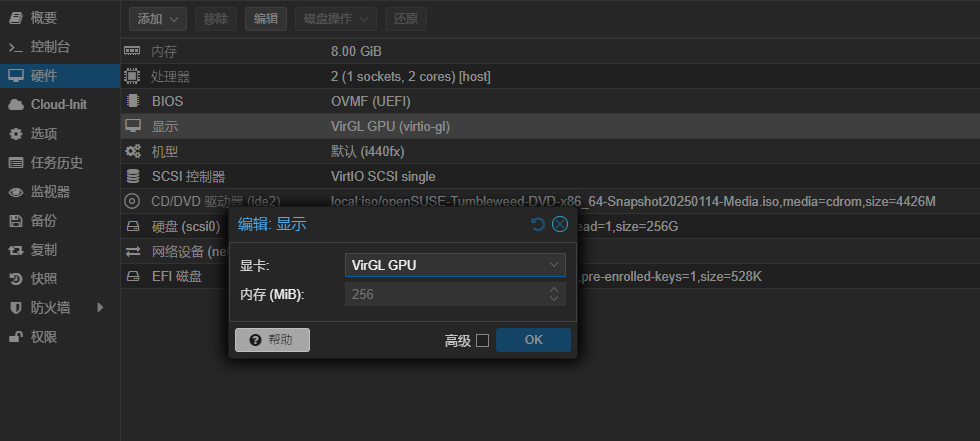 概要
控制台
硬件
Cloud-Init
选项
任务历史
监视器
备份
复制
快照
防火墙
权限
添加 移除 编辑 磁盘操作 还原
内存 8.00 GiB
处理器 2 (1 sockets, 2 cores) [host]
BIOS OVMF (UEFI)
显示 VirGL GPU (virtio-gl)
机型 默认 (i440fx)
SCSI 控制器 VirtIO SCSI single
CD/DVD 驱动器 (ide2) local:iso/openSUSE-Tumbleweed-DVD-x86_64-Snapshot20250114-Media.iso,media=cdrom,size=4426M
硬盘 (scsi0) ead=1,size=256G
网络设备 (ne
EFI 磁盘 ,pre-enrolled-keys=1,size=528K
编辑: 显示
显卡: VirGL GPU
内存 (MiB): 256
帮助 高级 OK